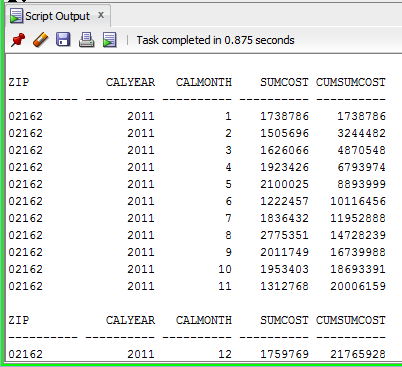 Script Output x
Task completed in 0.875 seconds
ZIP CALYEAR CALMONTH SUMCOST CUMSUMCOST
---------- ---------- ---------- ---------- ----------
02162 2011 1 1738786 1738786
02162 2011 2 1505696 3244482
02162 2011 3 1626066 4870548
02162 2011 4 1923426 6793974
02162 2011 5 2100025 8893999
02162 2011 6 1222457 10116456
02162 2011 7 1836432 11952888
02162 2011 8 2775351 14728239
02162 2011 9 2011749 16739988
02162 2011 10 1953403 18693391
02162 2011 11 1312768 20006159
ZIP CALYEAR CALMONTH SUMCOST CUMSUMCOST
---------- ---------- ---------- ---------- ----------
02162 2011 12 1759769 21765928